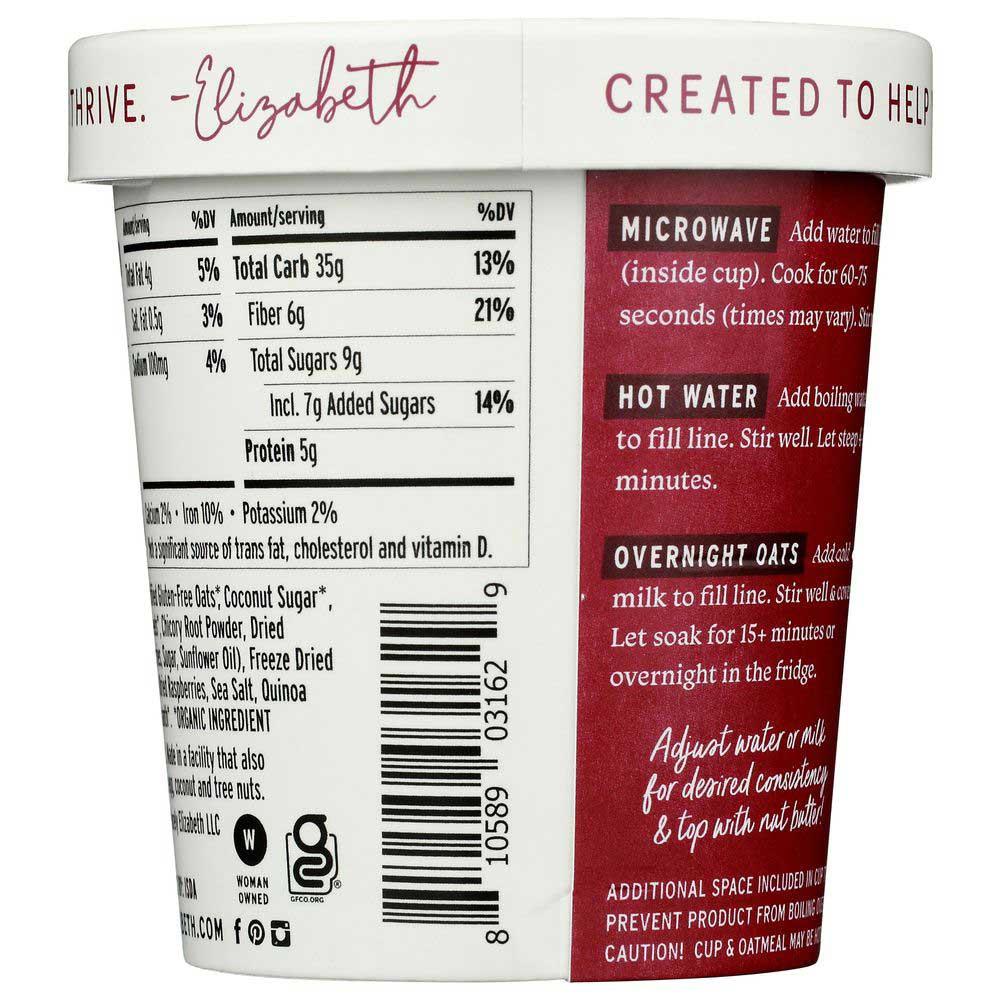 THRIVE. -Elizabeth
CREATED TO HELP
Amount/serving %DV
Total Fat 4g 5%
Sat. Fat 0.5g 3%
Sodium 100mg 4%
Amount/serving %DV
Total Carb 35g 13%
Fiber 6g 21%
Total Sugars 9g
Incl. 7g Added Sugars 14%
Protein 5g
2% • Iron 10% • Potassium 2%
a significant source of trans fat, cholesterol and vitamin D.
Gluten-Free Oats*, Coconut Sugar*,
Chicory Root Powder, Dried
Sugar, Sunflower Oil), Freeze Dried
Raspberries, Sea Salt, Quinoa
*ORGANIC INGREDIENT
Made in a facility that also
coconut and tree nuts.
Elizabeth LLC
W
WOMAN
OWNED
g
GFCO.ORG
®
USDA
BETH.COM
8 10589 03162 9
MICROWAVE Add water to fill
(inside cup). Cook for 60-75
seconds (times may vary). Stir
HOT WATER Add boiling
to fill line. Stir well. Let steep
minutes.
OVERNIGHT OATS Add cold
milk to fill line. Stir well & cover
Let soak for 15+ minutes or
overnight in the fridge.
Adjust water or milk
for desired consistency
& top with nut butter!
ADDITIONAL SPACE INCLUDED IN CUP
PREVENT PRODUCT FROM BOILING
CAUTION! CUP & OATMEAL MAY BE